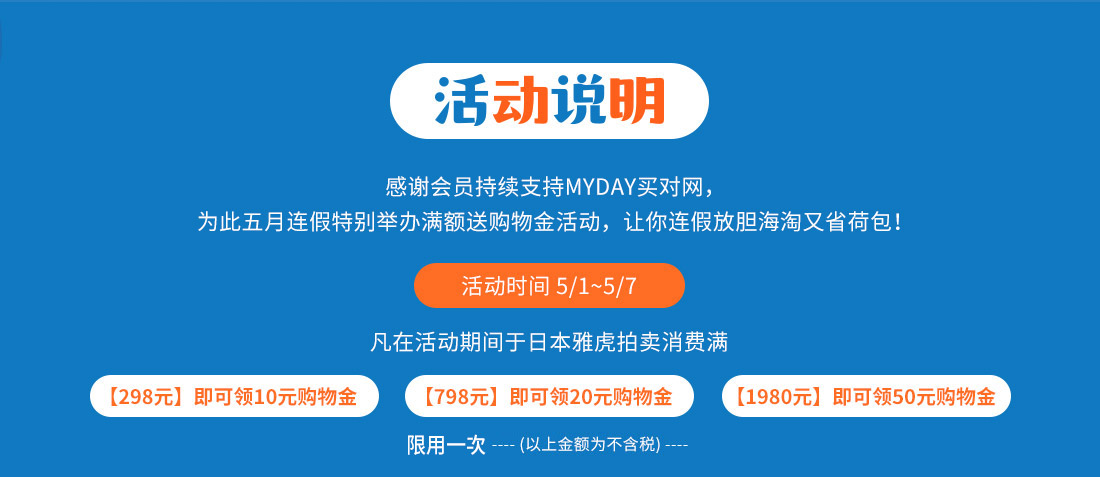 活动说明
感谢会员持续支持MYDAY买对网，
为此五月连假特别举办满额送购物金活动，让你连假放胆海淘又省荷包！
活动时间 5/1~5/7
凡在活动期间于日本雅虎拍卖消费满
【298元】即可领10元购物金
【798元】即可领20元购物金
【1980元】即可领50元购物金
限用一次 ---- (以上金额为不含税) ----